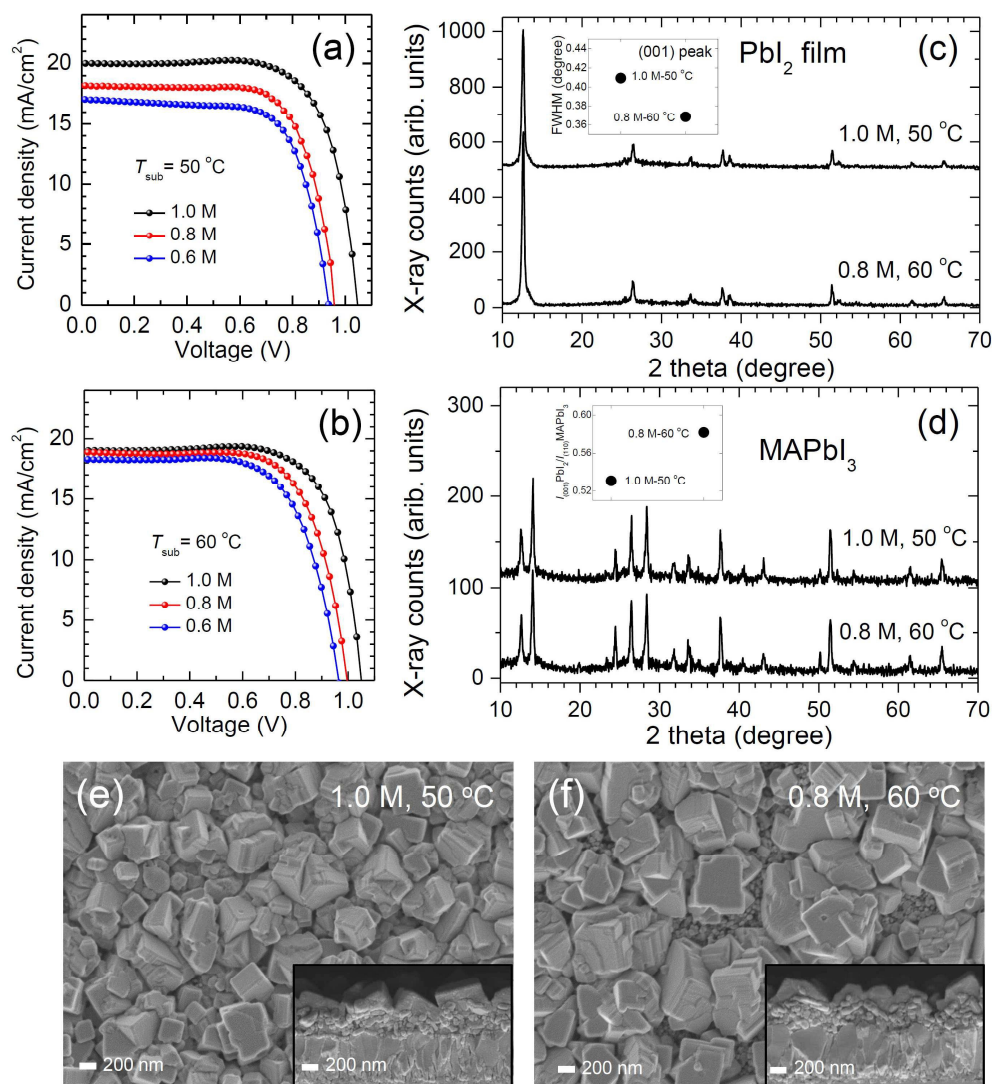 (a)
20
15
10
5
0
Current density (mA/cm²)
T_sub = 50 °C
1.0 M
0.8 M
0.6 M
0.0 0.2 0.4 0.6 0.8 1.0
Voltage (V)
(b)
25
20
15
10
5
0
Current density (mA/cm²)
T_sub = 60 °C
1.0 M
0.8 M
0.6 M
0.0 0.2 0.4 0.6 0.8 1.0
Voltage (V)
(c)
PbI₂ film
1000
800
600
400
200
0
X-ray counts (arib. units)
0.44
0.40
0.36
FWHM (degree)
(001) peak
1.0 M-50 °C
0.8 M-60 °C
1.0 M, 50 °C
0.8 M, 60 °C
10 20 30 40 50 60 70
2 theta (degree)
(d)
MAPbI₃
300
200
100
0
X-ray counts (arib. units)
0.60
0.56
0.52
I(001)PbI₂/I(110)MAPbI₃
0.8 M-60 °C
1.0 M-50 °C
1.0 M, 50 °C
0.8 M, 60 °C
10 20 30 40 50 60 70
2 theta (degree)
(e)
1.0 M, 50 °C
200 nm
200 nm
(f)
0.8 M, 60 °C
200 nm
200 nm